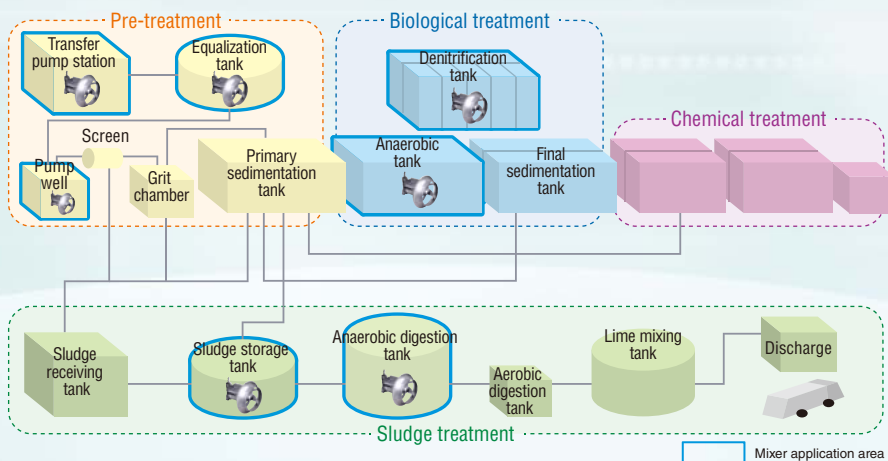 Pre-treatment
Transfer
pump station
Equalization
tank
Screen
Pump
well
Grit
chamber
Primary
sedimentation
tank
Biological treatment
Denitrification
tank
Anaerobic
tank
Final
sedimentation
tank
Chemical treatment
Sludge
receiving
tank
Sludge storage
tank
Anaerobic digestion
tank
Aerobic
digestion
tank
Lime mixing
tank
Discharge
Sludge treatment
Mixer application area